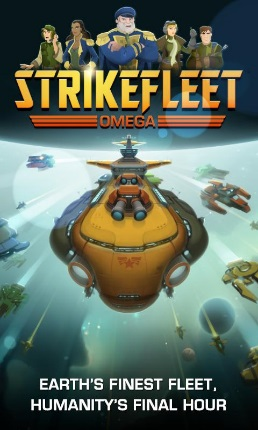 STRIKEFLEET
OMEGA
EARTH'S FINEST FLEET,
HUMANITY'S FINAL HOUR